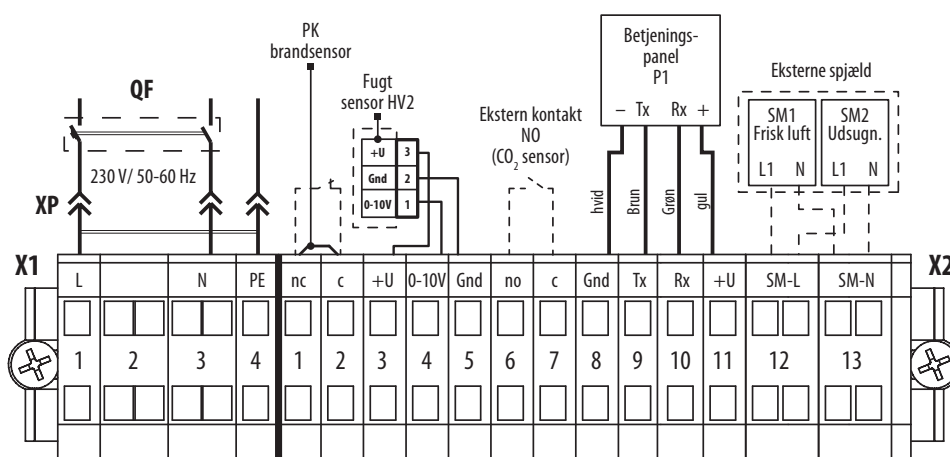 PK
brandsensor
QF
Fugt
sensor HV2
+U 3
Gnd 2
0-10V 1
Ekstern kontakt
NO
(CO₂ sensor)
Betjenings-
panel
P1
– Tx Rx +
hvid
Brun
Grøn
gul
Eksterne spjæld
SM1
Frisk luft
L1 N
SM2
Udsugn.
L1 N
230 V/ 50-60 Hz
XP
X1
X2
L N PE nc c +U 0-10V Gnd no c Gnd Tx Rx +U SM-L SM-N
1 2 3 4 1 2 3 4 5 6 7 8 9 10 11 12 13